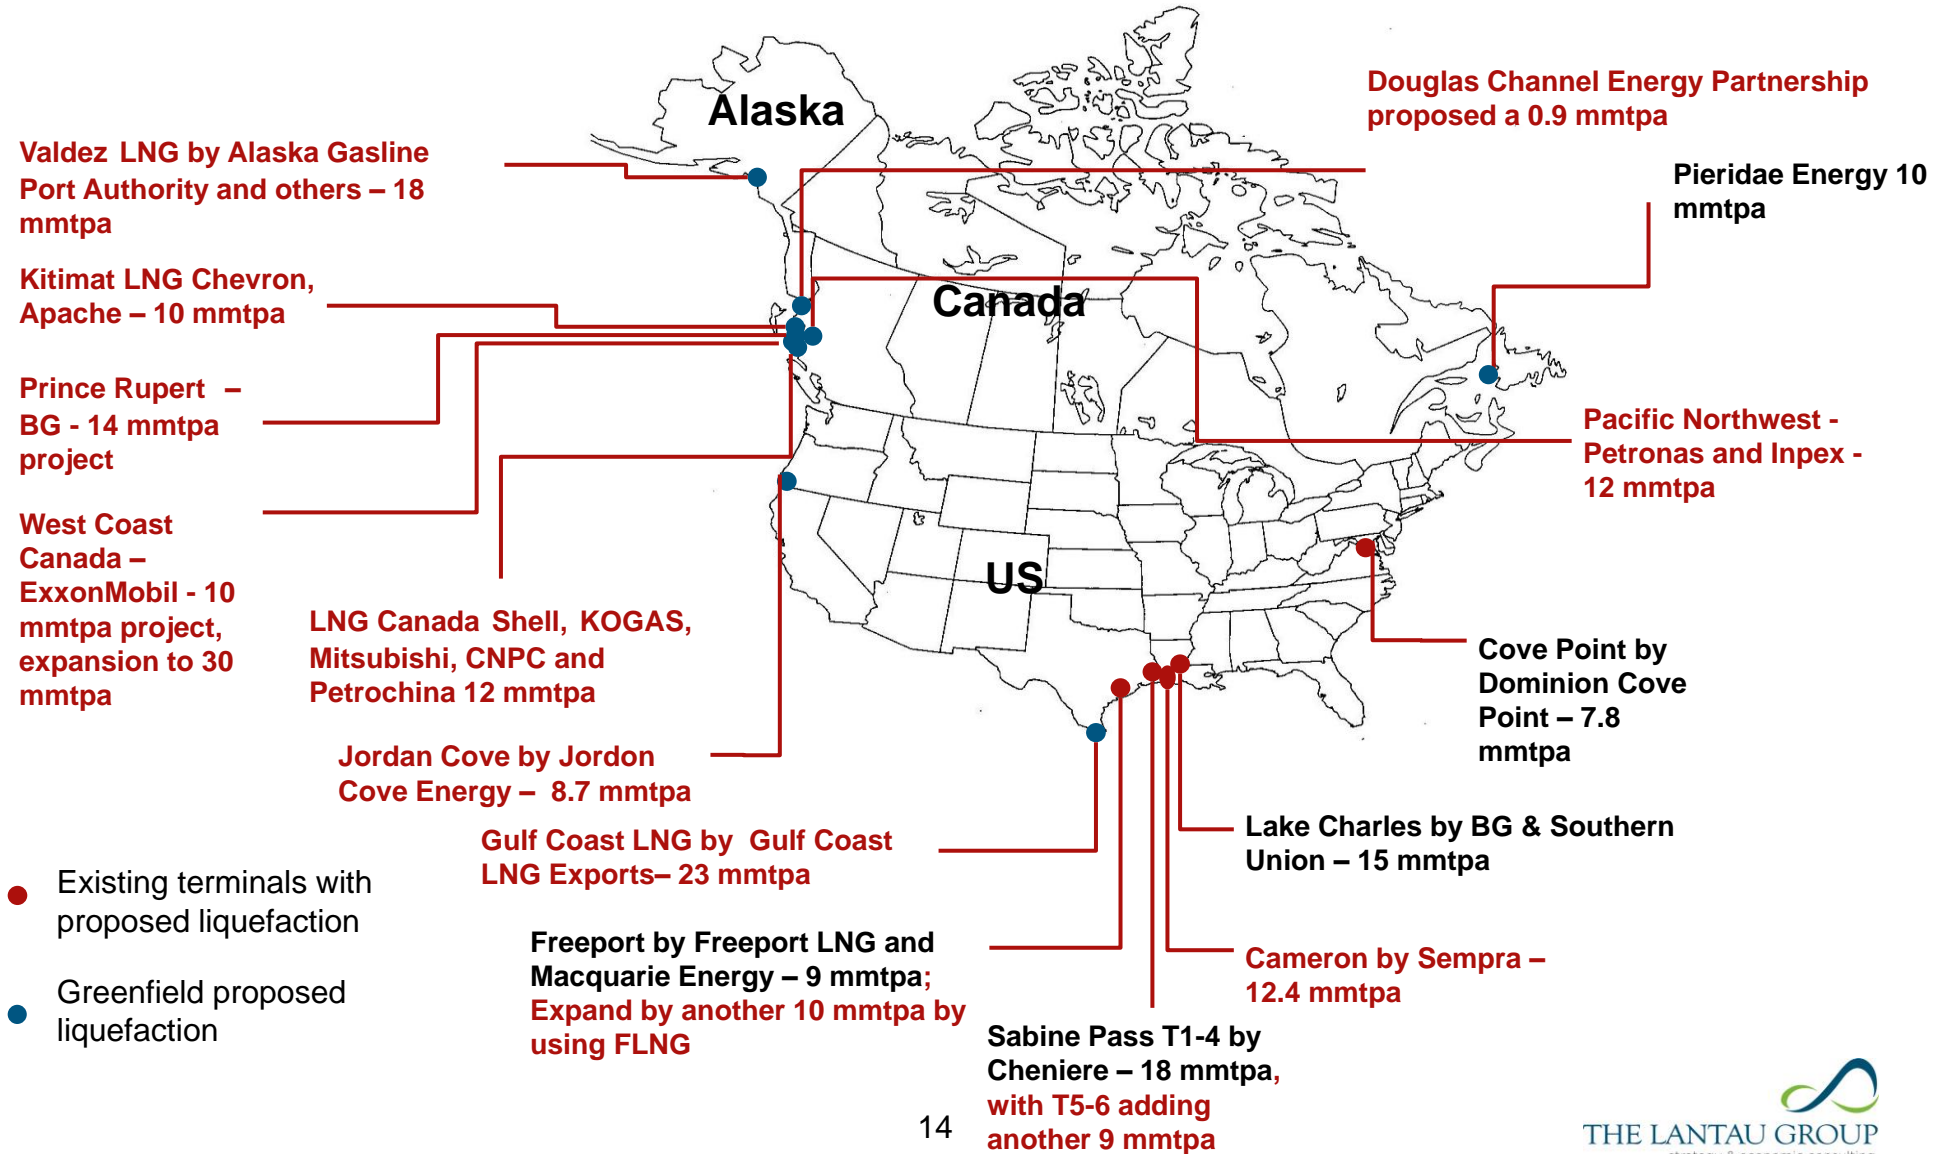 Alaska
Canada
US
Douglas Channel Energy Partnership
proposed a 0.9 mmtpa
Valdez LNG by Alaska Gasline
Port Authority and others – 18
mmtpa
Pieridae Energy 10
mmtpa
Kitimat LNG Chevron,
Apache – 10 mmtpa
Prince Rupert –
BG - 14 mmtpa
project
Pacific Northwest -
Petronas and Inpex -
12 mmtpa
West Coast
Canada –
ExxonMobil - 10
mmtpa project,
expansion to 30
mmtpa
LNG Canada Shell, KOGAS,
Mitsubishi, CNPC and
Petrochina 12 mmtpa
Cove Point by
Dominion Cove
Point – 7.8
mmtpa
Jordan Cove by Jordon
Cove Energy – 8.7 mmtpa
Gulf Coast LNG by Gulf Coast
LNG Exports– 23 mmtpa
Lake Charles by BG & Southern
Union – 15 mmtpa
Existing terminals with
proposed liquefaction
Greenfield proposed
liquefaction
Freeport by Freeport LNG and
Macquarie Energy – 9 mmtpa;
Expand by another 10 mmtpa by
using FLNG
Cameron by Sempra –
12.4 mmtpa
Sabine Pass T1-4 by
Cheniere – 18 mmtpa,
with T5-6 adding
another 9 mmtpa
14
THE LANTAU GROUP
strategy & economic consulting